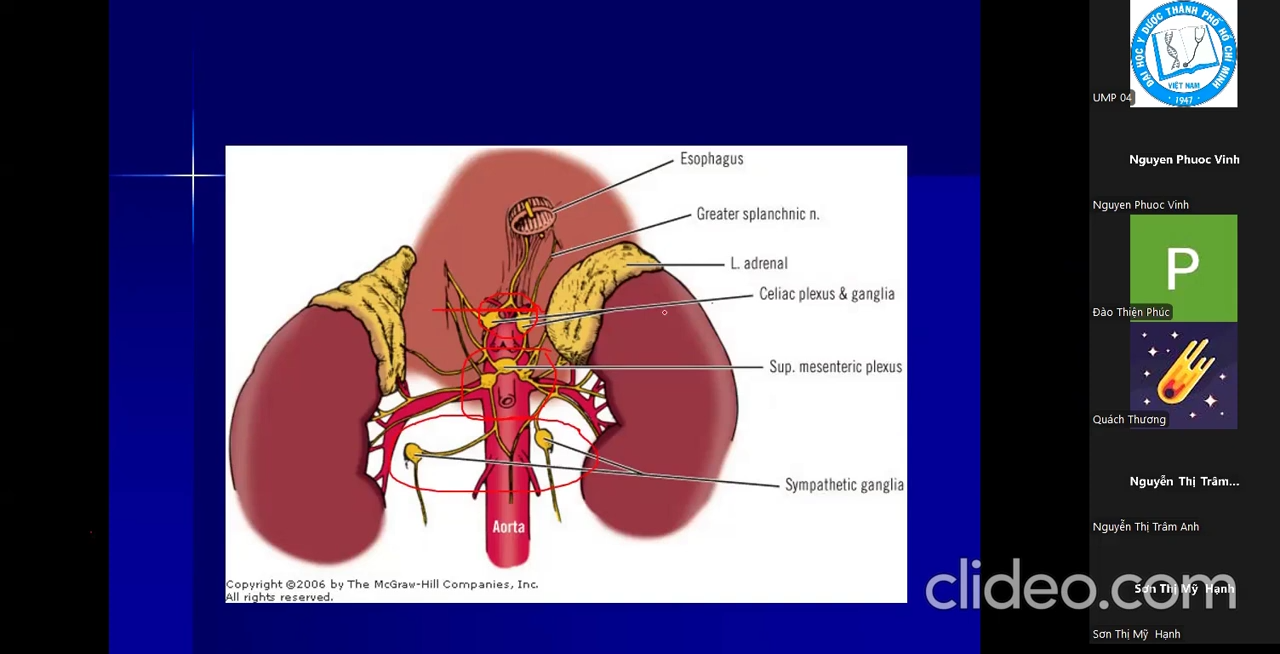 Esophagus
Greater splanchnic n.
L. adrenal
Celiac plexus & ganglia
Sup. mesenteric plexus
Sympathetic ganglia
Aorta
Copyright ©2006 by The McGraw-Hill Companies, Inc.
All rights reserved.
ĐẠI HỌC Y DƯỢC THÀNH PHỐ HỒ CHÍ MINH
VIỆT NAM
1947
UMP 04
Nguyen Phuoc Vinh
Nguyen Phuoc Vinh
P
Đào Thiện Phúc
Quách Thương
Nguyễn Thị Trâm...
Nguyễn Thị Trâm Anh
Sơn Thị Mỹ Hạnh
Sơn Thị Mỹ Hạnh
clideo.com